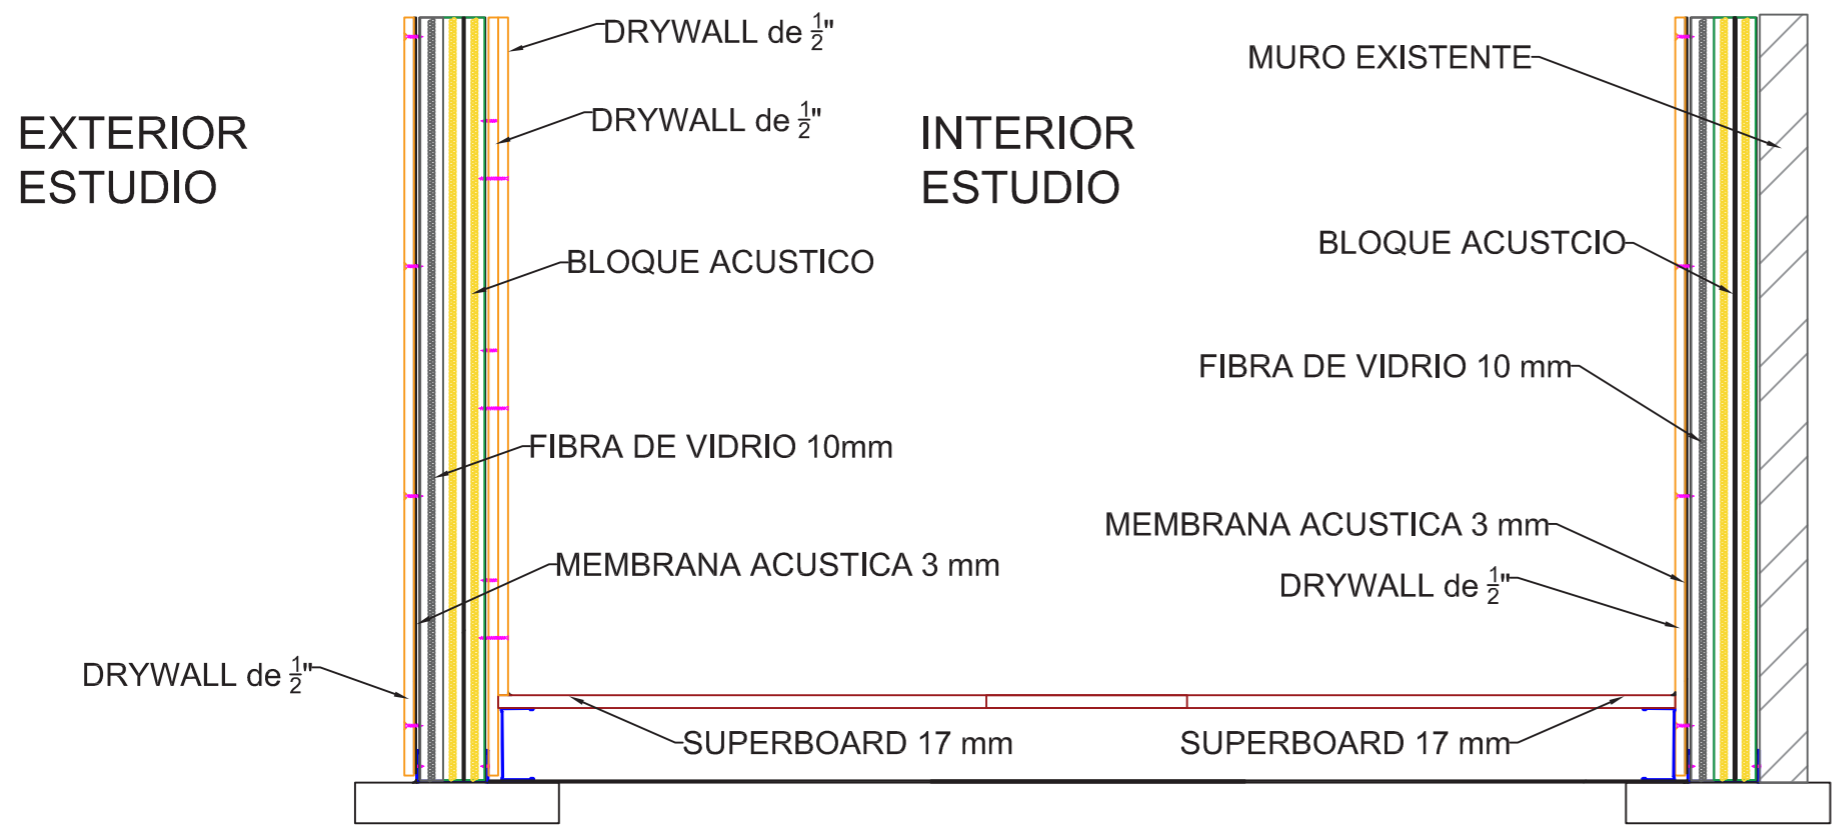 DRYWALL de 1/2"
MURO EXISTENTE
DRYWALL de 1/2"
EXTERIOR
ESTUDIO
INTERIOR
ESTUDIO
BLOQUE ACUSTCIO
BLOQUE ACUSTICO
FIBRA DE VIDRIO 10 mm
FIBRA DE VIDRIO 10mm
MEMBRANA ACUSTICA 3 mm
MEMBRANA ACUSTICA 3 mm
DRYWALL de 1/2"
DRYWALL de 1/2"
SUPERBOARD 17 mm
SUPERBOARD 17 mm